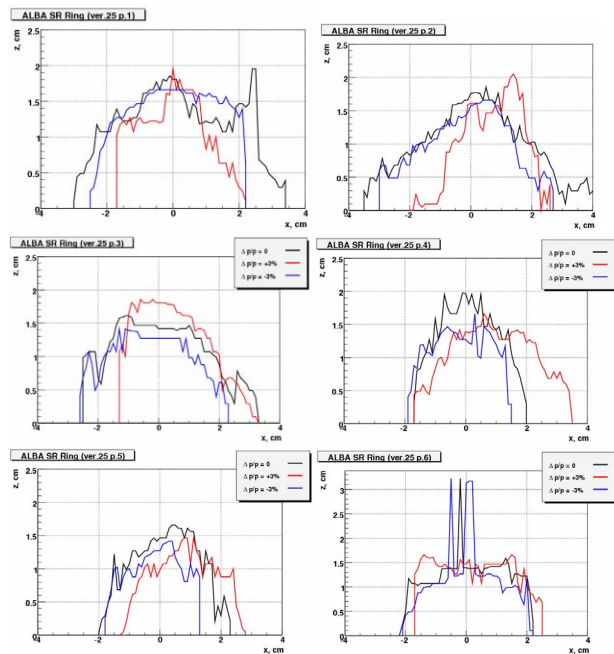 ALBA SR Ring (ver.25 p.1)
z, cm
2.5
2
1.5
1
0.5
0
-4
-2
0
2
4
x, cm
ALBA SR Ring (ver.25 p.2)
z, cm
2.5
2
1.5
1
0.5
0
-4
-2
0
2
4
x, cm
ALBA SR Ring (ver.25 p.3)
Δ p/p = 0
Δ p/p = +3%
Δ p/p = -3%
z, cm
2.5
2
1.5
1
0.5
0
-4
-2
0
2
4
x, cm
ALBA SR Ring (ver.25 p.4)
Δ p/p = 0
Δ p/p = +3%
Δ p/p = -3%
z, cm
2.5
2
1.5
1
0.5
0
-4
-2
0
2
4
x, cm
ALBA SR Ring (ver.25 p.5)
Δ p/p = 0
Δ p/p = +3%
Δ p/p = -3%
z, cm
2.5
2
1.5
1
0.5
0
-4
-2
0
2
4
x, cm
ALBA SR Ring (ver.25 p.6)
Δ p/p = 0
Δ p/p = +3%
Δ p/p = -3%
z, cm
3
2.5
2
1.5
1
0.5
0
-4
-2
0
2
4
x, cm